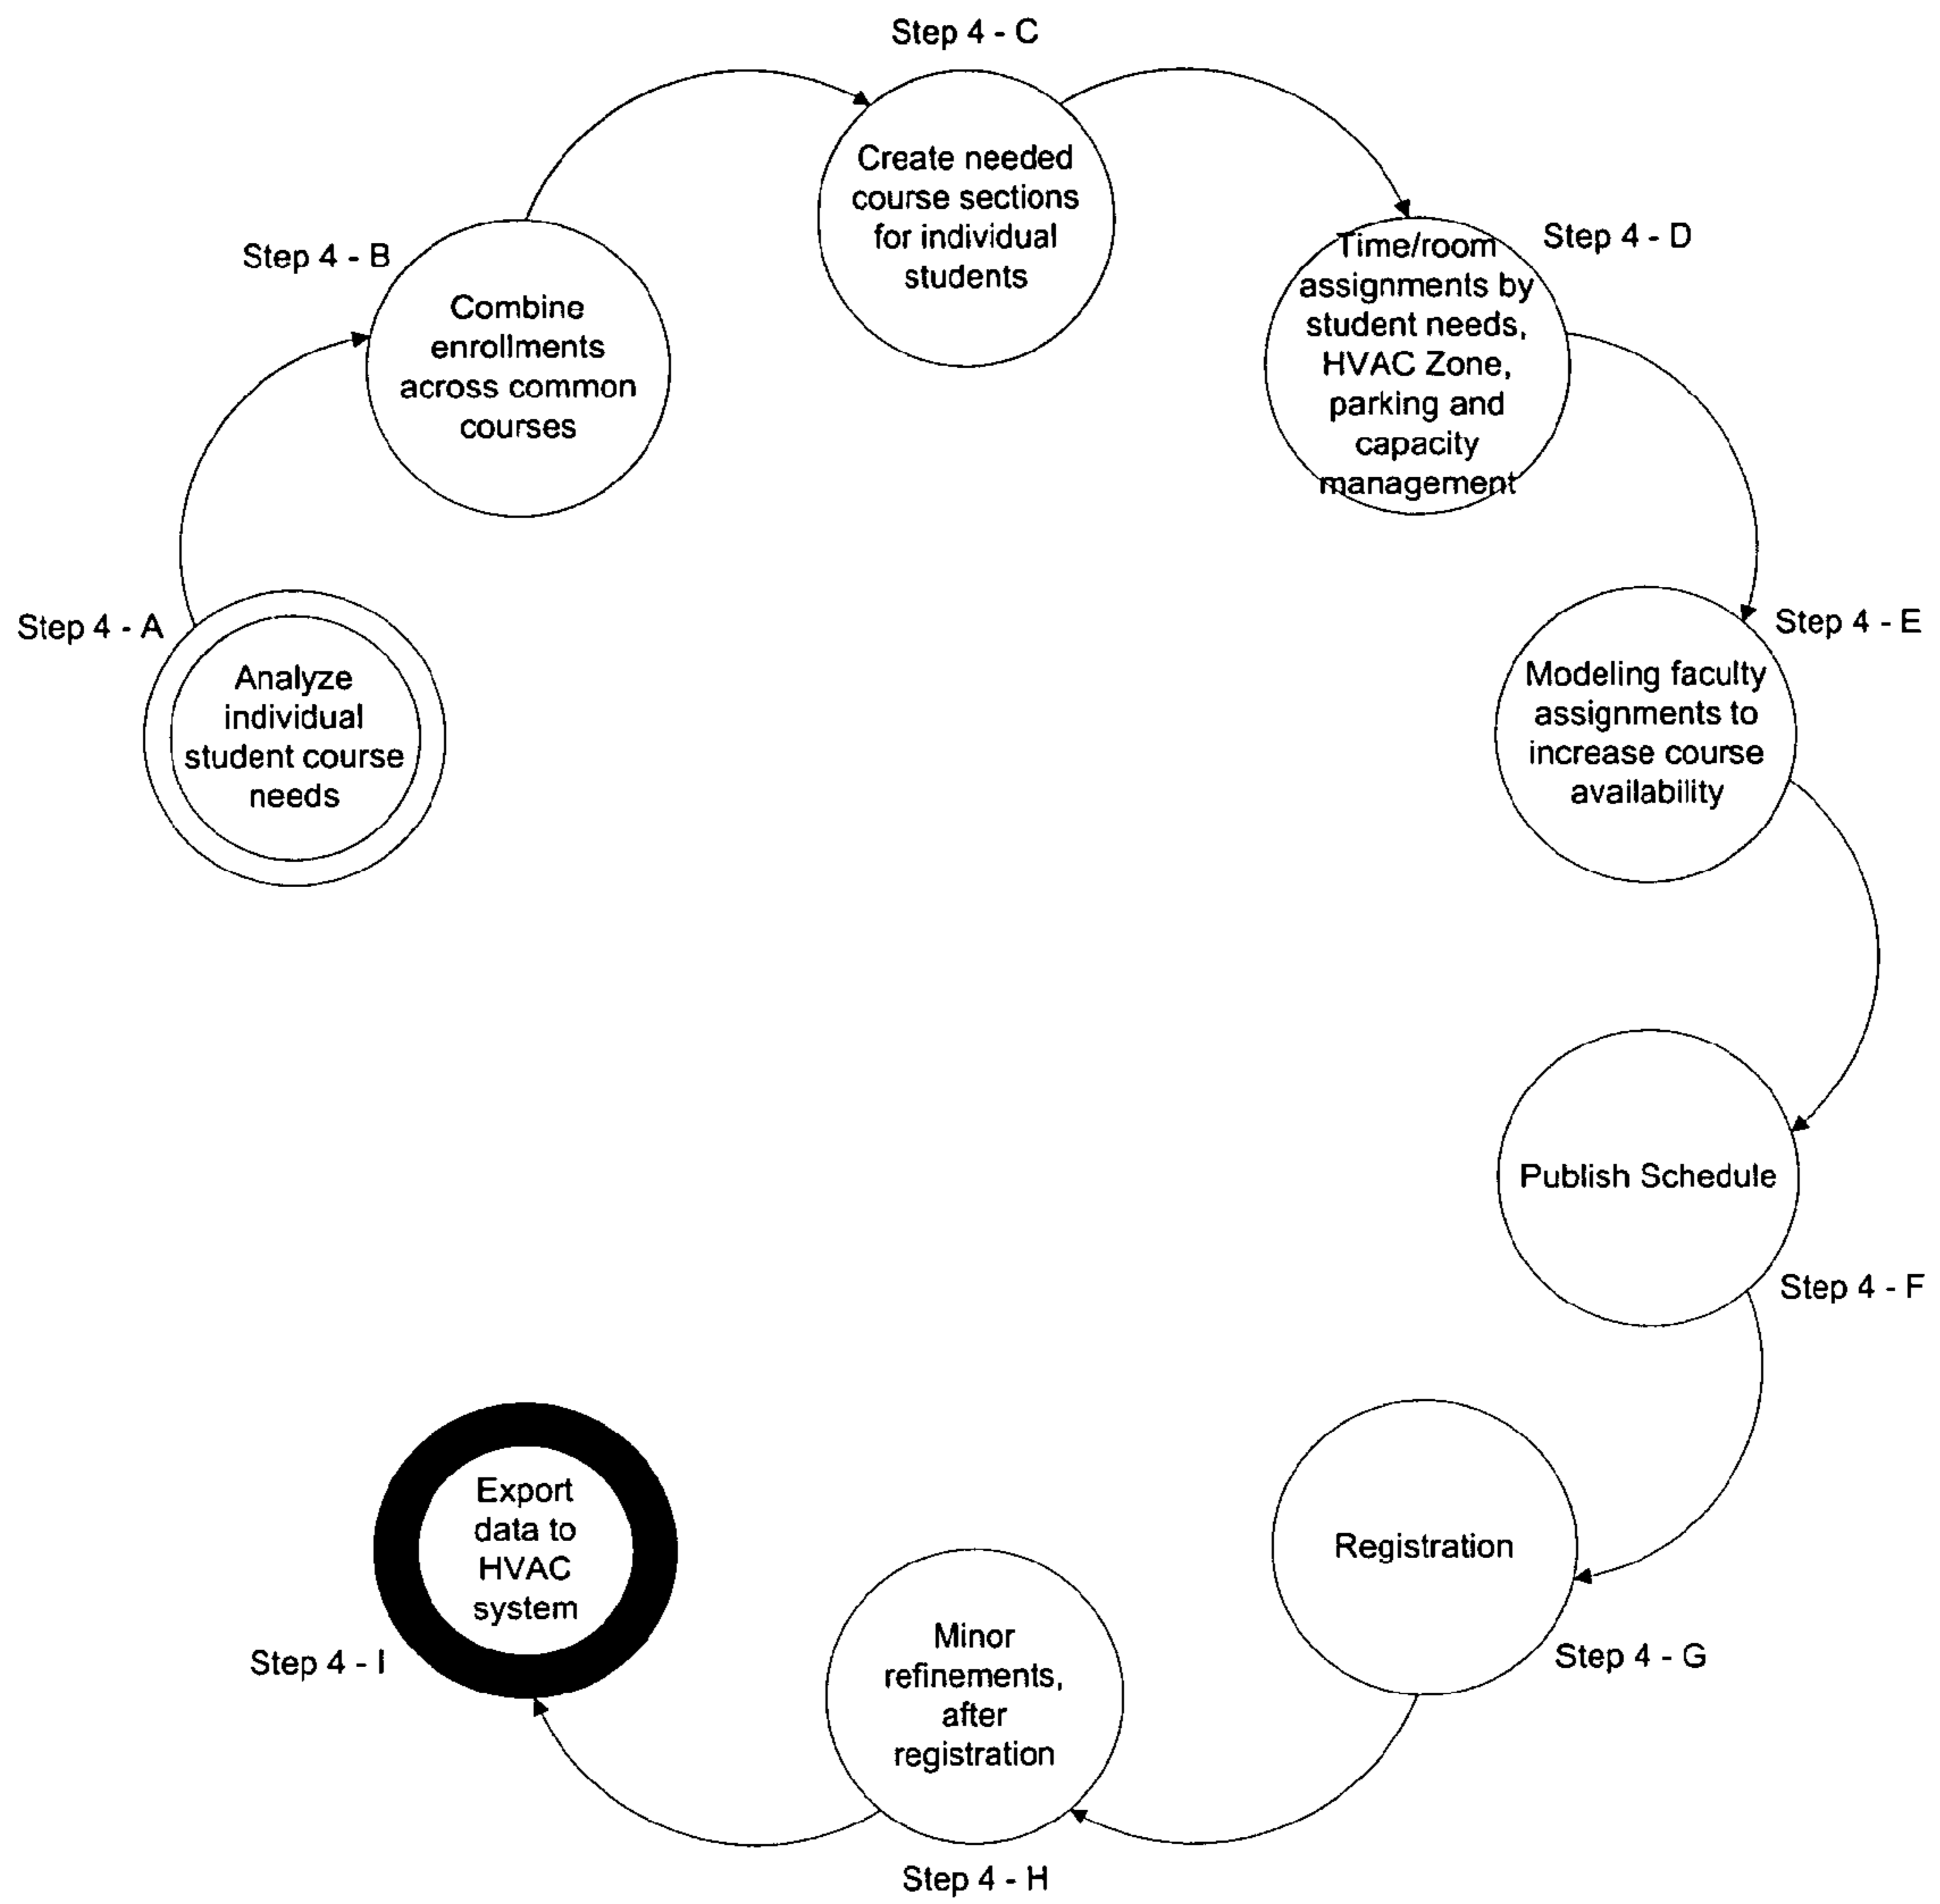 Step 4 - A
Analyze
individual
student course
needs
Step 4 - B
Combine
enrollments
across common
courses
Step 4 - C
Create needed
course sections
for individual
students
Step 4 - D
Time/room
assignments by
student needs,
HVAC Zone,
parking and
capacity
management
Step 4 - E
Modeling faculty
assignments to
increase course
availability
Publish Schedule
Step 4 - F
Registration
Step 4 - G
Minor
refinements,
after
registration
Step 4 - H
Export
data to
HVAC
system
Step 4 - I